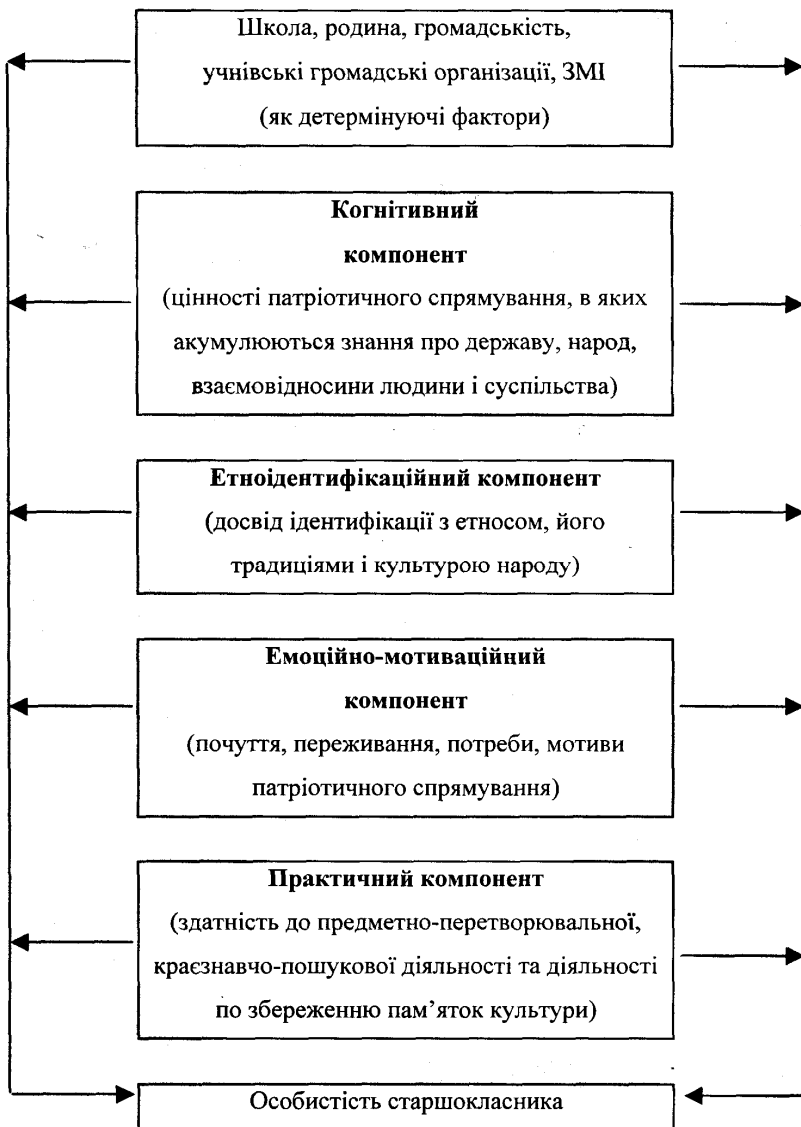 Школа, родина, громадськість,
учнівські громадські організації, ЗМІ
(як детермінуючі фактори)
Когнітивний
компонент
(цінності патріотичного спрямування, в яких
акумулюються знання про державу, народ,
взаємовідносини людини і суспільства)
Етноідентифікаційний компонент
(досвід ідентифікації з етносом, його
традиціями і культурою народу)
Емоційно-мотиваційний
компонент
(почуття, переживання, потреби, мотиви
патріотичного спрямування)
Практичний компонент
(здатність до предметно-перетворювальної,
краєзнавчо-пошукової діяльності та діяльності
по збереженню пам’яток культури)
Особистість старшокласника